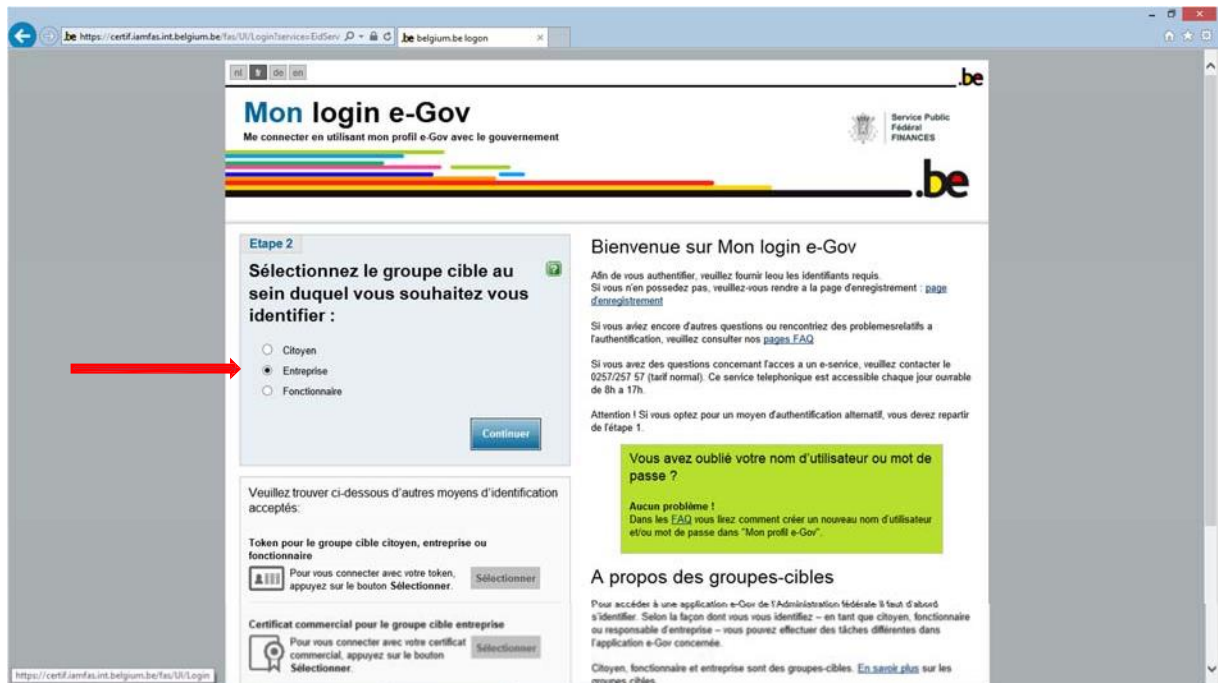 https://certif.iamfas.int.belgium.be/fas/UI/Login?service=EidServ
belgium.be logon
nl fr de en
.be
Mon login e-Gov
Me connecter en utilisant mon profil e-Gov avec le gouvernement
Service Public
Fédéral
FINANCES
.be
Etape 2
Sélectionnez le groupe cible au
sein duquel vous souhaitez vous
identifier :
Citoyen
Entreprise
Fonctionnaire
Continuer
Veuillez trouver ci-dessous d'autres moyens d'identification
acceptés:
Token pour le groupe cible citoyen, entreprise ou
fonctionnaire
Pour vous connecter avec votre token,
appuyez sur le bouton Sélectionner.
Sélectionner
Certificat commercial pour le groupe cible entreprise
Pour vous connecter avec votre certificat
commercial, appuyez sur le bouton
Sélectionner.
Sélectionner
Bienvenue sur Mon login e-Gov
Afin de vous authentifier, veuillez fournir leou les identifiants requis.
Si vous n'en possedez pas, veuillez-vous rendre a la page d'enregistrement : page
d'enregistrement
Si vous aviez encore d'autres questions ou rencontriez des problemesrelatifs a
l'authentification, veuillez consulter nos pages FAQ
Si vous avez des questions concernant l'acces a un e-service, veuillez contacter le
0257/257 57 (tarif normal). Ce service telephonique est accessible chaque jour ouvrable
de 8h a 17h.
Attention ! Si vous optez pour un moyen d'authentification alternatif, vous devez repartir
de l'étape 1.
Vous avez oublié votre nom d'utilisateur ou mot de
passe ?
Aucun problème !
Dans les FAQ vous lirez comment créer un nouveau nom d'utilisateur
et/ou mot de passe dans "Mon profil e-Gov".
A propos des groupes-cibles
Pour accéder à une application e-Gov de l'Administration fédérale il faut d'abord
s'identifier. Selon la façon dont vous vous identifiez – en tant que citoyen, fonctionnaire
ou responsable d'entreprise – vous pouvez effectuer des tâches différentes dans
l'application e-Gov concernée.
Citoyen, fonctionnaire et entreprise sont des groupes-cibles. En savoir plus sur les
groupes cibles.
https://certif.iamfas.int.belgium.be/fas/UI/Login